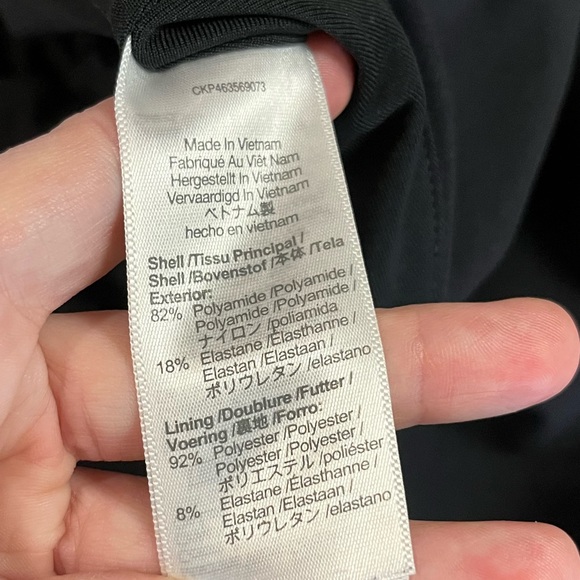 CKP463569073
Made In Vietnam
Fabriqué Au Viêt Nam
Hergestellt In Vietnam
Vervaardigd In Vietnam
ベトナム製
hecho en vietnam
Shell /Tissu Principal /
Shell /Bovenstof /本体 /Tela
Exterior:
82% Polyamide /Polyamide /
Polyamide /Polyamide /
ナイロン /poliamida
18% Elastane /Elasthanne /
Elastan /Elastaan /
ポリウレタン /elastano
Lining /Doublure /Futter /
Voering /裏地 /Forro:
92% Polyester /Polyester /
Polyester /Polyester /
ポリエステル /poliéster
8% Elastane /Elasthanne /
Elastan /Elastaan /
ポリウレタン /elastano